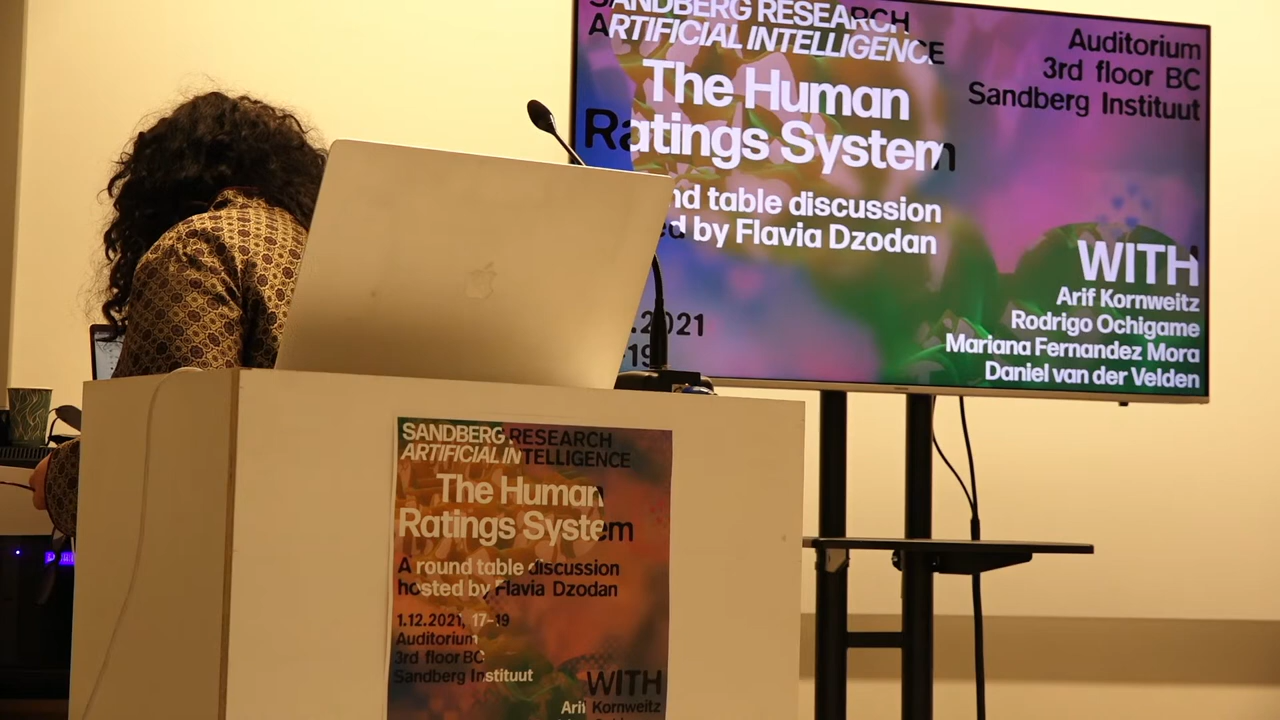 SANDBERG RESEARCH
ARTIFICIAL INTELLIGENCE
The Human
Ratings System
nd table discussion
ed by Flavia Dzodan
.2021
-19
Auditorium
3rd floor BC
Sandberg Instituut
WITH
Arif Kornweitz
Rodrigo Ochigame
Mariana Fernandez Mora
Daniel van der Velden
SANDBERG RESEARCH
ARTIFICIAL INTELLIGENCE
The Human
Ratings System
A round table discussion
hosted by Flavia Dzodan
1.12.2021, 17-19
Auditorium
3rd floor BC
Sandberg Instituut
WITH
Arif Kornweitz